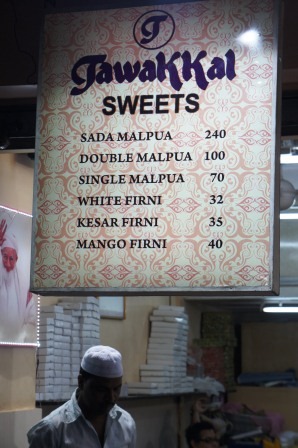 T
Tawakkal
SWEETS
SADA MALPUA 240
DOUBLE MALPUA 100
SINGLE MALPUA 70
WHITE FIRNI 32
KESAR FIRNI 35
MANGO FIRNI 40